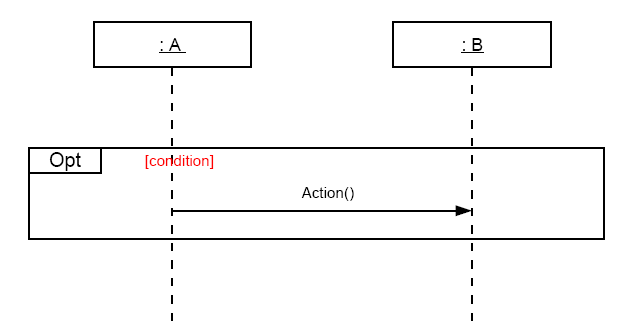 : A
: B
Opt
[condition]
Action()